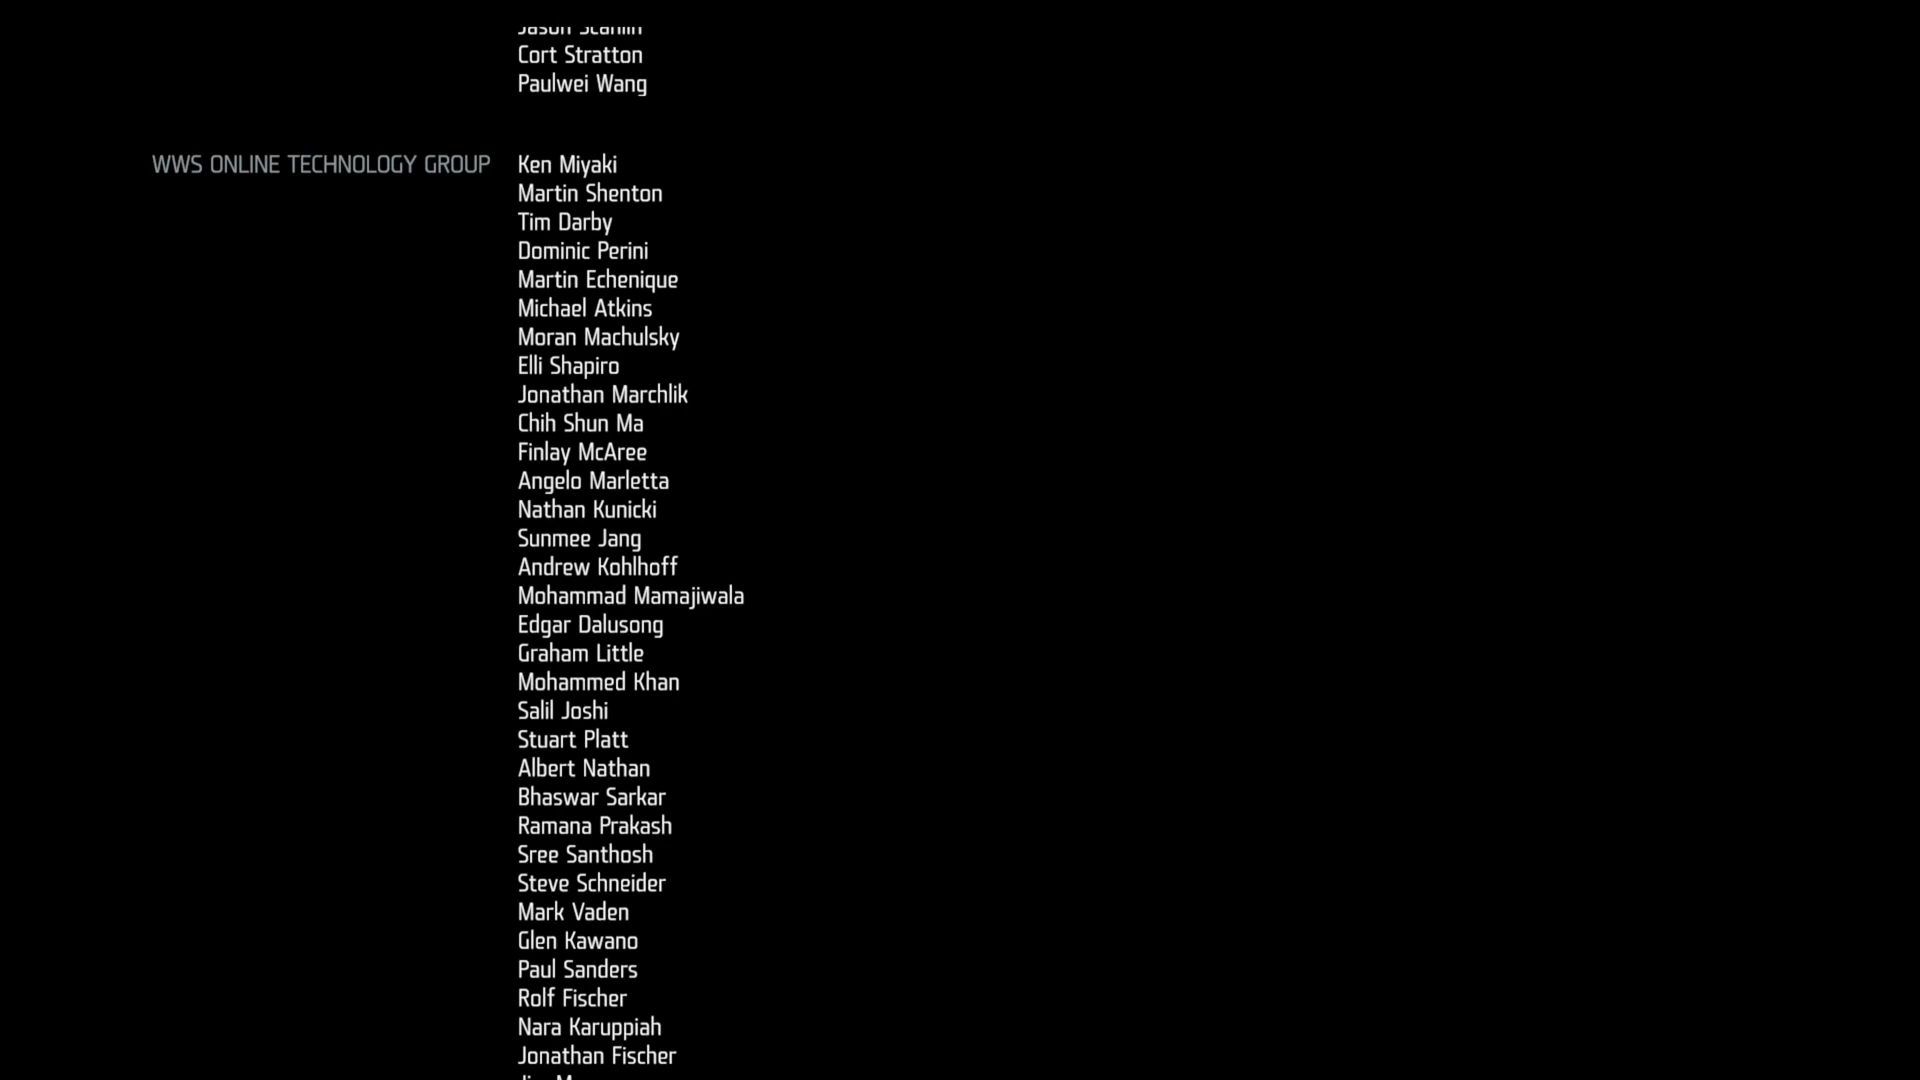 Jason Scanlin
Cort Stratton
Paulwei Wang
WWS ONLINE TECHNOLOGY GROUP Ken Miyaki
Martin Shenton
Tim Darby
Dominic Perini
Martin Echenique
Michael Atkins
Moran Machulsky
Elli Shapiro
Jonathan Marchlik
Chih Shun Ma
Finlay McAree
Angelo Marletta
Nathan Kunicki
Sunmee Jang
Andrew Kohlhoff
Mohammad Mamajiwala
Edgar Dalusong
Graham Little
Mohammed Khan
Salil Joshi
Stuart Platt
Albert Nathan
Bhaswar Sarkar
Ramana Prakash
Sree Santhosh
Steve Schneider
Mark Vaden
Glen Kawano
Paul Sanders
Rolf Fischer
Nara Karuppiah
Jonathan Fischer